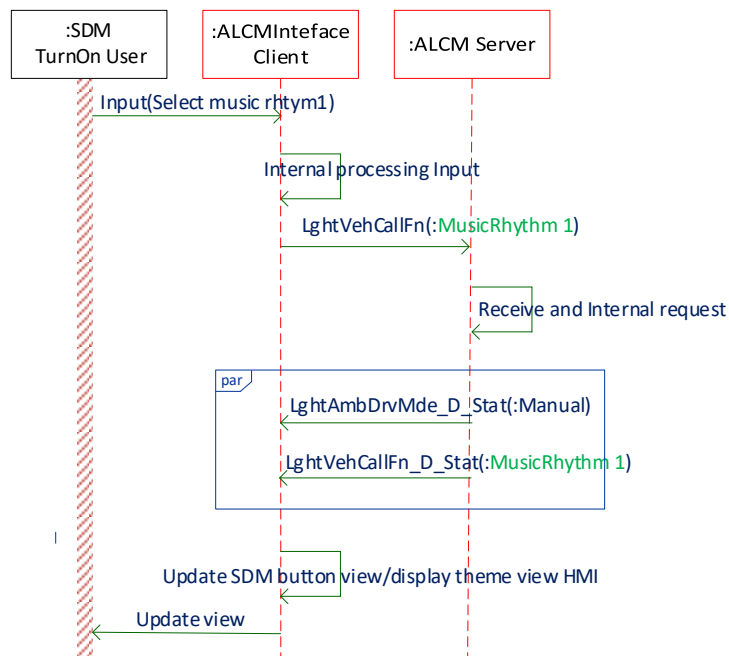 :SDM
TurnOn User
:ALCMInteface
Client
:ALCM Server
Input(Select music rhtym1)
Internal processing Input
LghtVehCallFn(:MusicRhythm 1)
Receive and Internal request
par
LghtAmbDrvMde_D_Stat(:Manual)
LghtVehCallFn_D_Stat(:MusicRhythm 1)
Update SDM button view/display theme view HMI
Update view